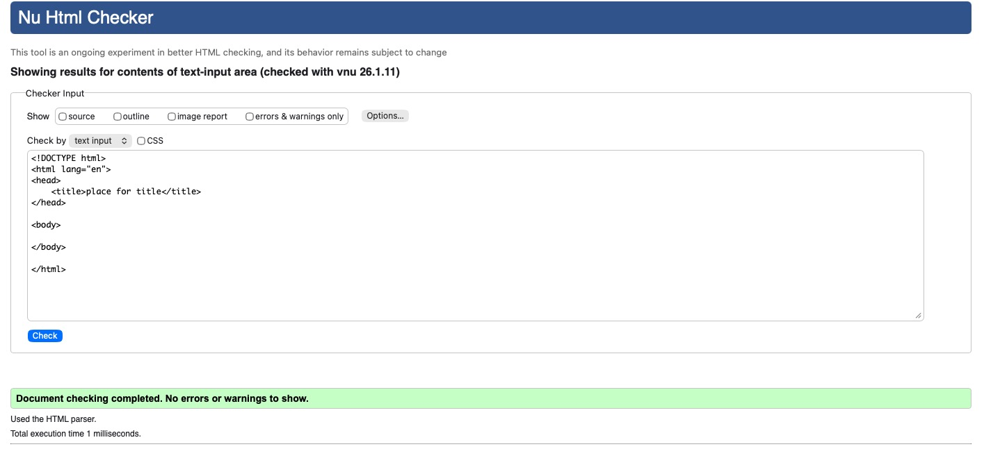 Nu Html Checker
This tool is an ongoing experiment in better HTML checking, and its behavior remains subject to change
Showing results for contents of text-input area (checked with vnu 26.1.11)
Checker Input
Show source outline image report errors & warnings only Options...
Check by text input CSS
<!DOCTYPE html>
<html lang="en">
<head>
    <title>place for title</title>
</head>
<body>
</body>
</html>
Check
Document checking completed. No errors or warnings to show.
Used the HTML parser.
Total execution time 1 milliseconds.